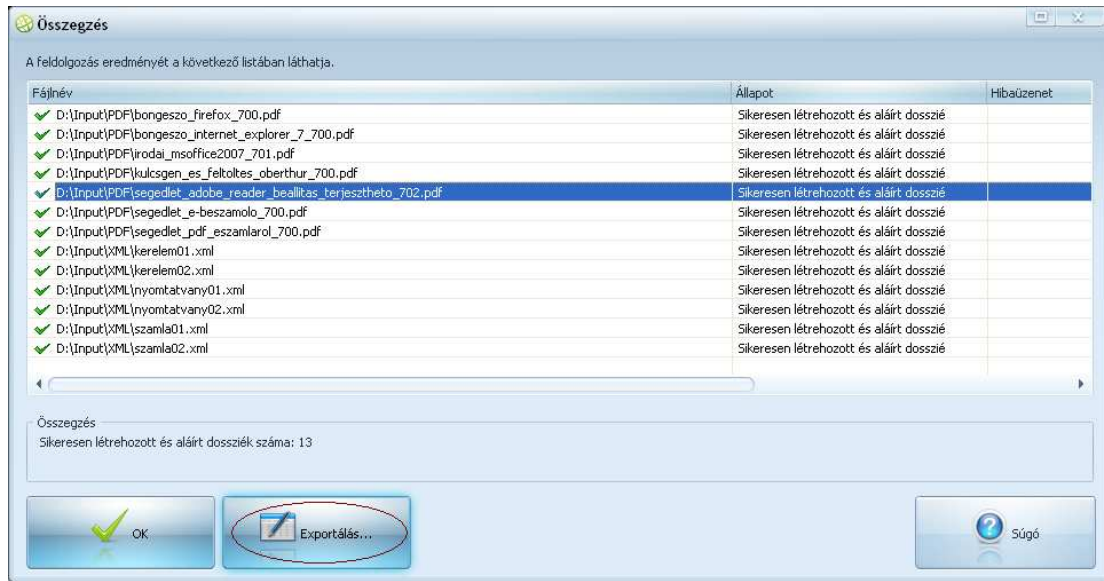 Összegzés
A feldolgozás eredményét a következő listában láthatja.
Fájlnév Állapot Hibaüzenet
D:\Input\PDF\bongeszo_firefox_700.pdf Sikeresen létrehozott és aláírt dosszié
D:\Input\PDF\bongeszo_internet_explorer_7_700.pdf Sikeresen létrehozott és aláírt dosszié
D:\Input\PDF\irodai_msoffice2007_701.pdf Sikeresen létrehozott és aláírt dosszié
D:\Input\PDF\kulcsgen_es_feltoltes_oberthur_700.pdf Sikeresen létrehozott és aláírt dosszié
D:\Input\PDF\segedlet_adobe_reader_beallitas_terjesztheto_702.pdf Sikeresen létrehozott és aláírt dosszié
D:\Input\PDF\segedlet_e-beszamolo_700.pdf Sikeresen létrehozott és aláírt dosszié
D:\Input\PDF\segedlet_pdf_eszamlarol_700.pdf Sikeresen létrehozott és aláírt dosszié
D:\Input\XML\kerelem01.xml Sikeresen létrehozott és aláírt dosszié
D:\Input\XML\kerelem02.xml Sikeresen létrehozott és aláírt dosszié
D:\Input\XML\nyomtatvany01.xml Sikeresen létrehozott és aláírt dosszié
D:\Input\XML\nyomtatvany02.xml Sikeresen létrehozott és aláírt dosszié
D:\Input\XML\szamla01.xml Sikeresen létrehozott és aláírt dosszié
D:\Input\XML\szamla02.xml Sikeresen létrehozott és aláírt dosszié
Összegzés
Sikeresen létrehozott és aláírt dossziék száma: 13
OK Exportálás... Súgó